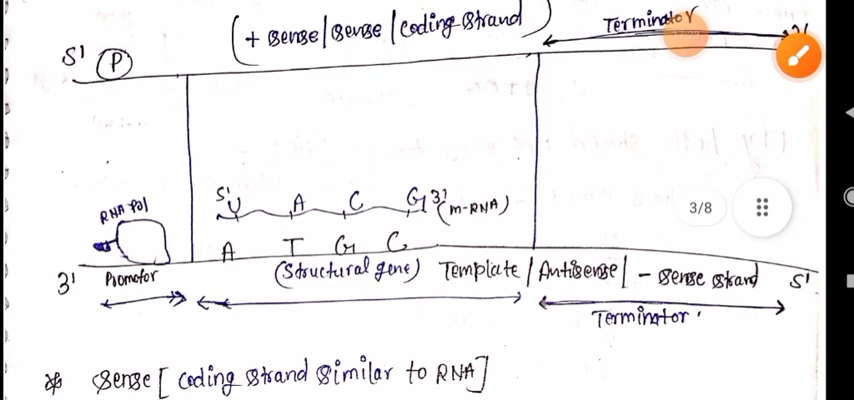 (+ sense/sense/coding strand)
Terminator
5' P
3'
5' U A C G 3' (m-RNA)
RNA Pol
A T G C
3' Promotor (Structural gene) Template/Antisense/- sense strand 5'
Terminator
* Sense [coding strand similar to RNA]
3/8